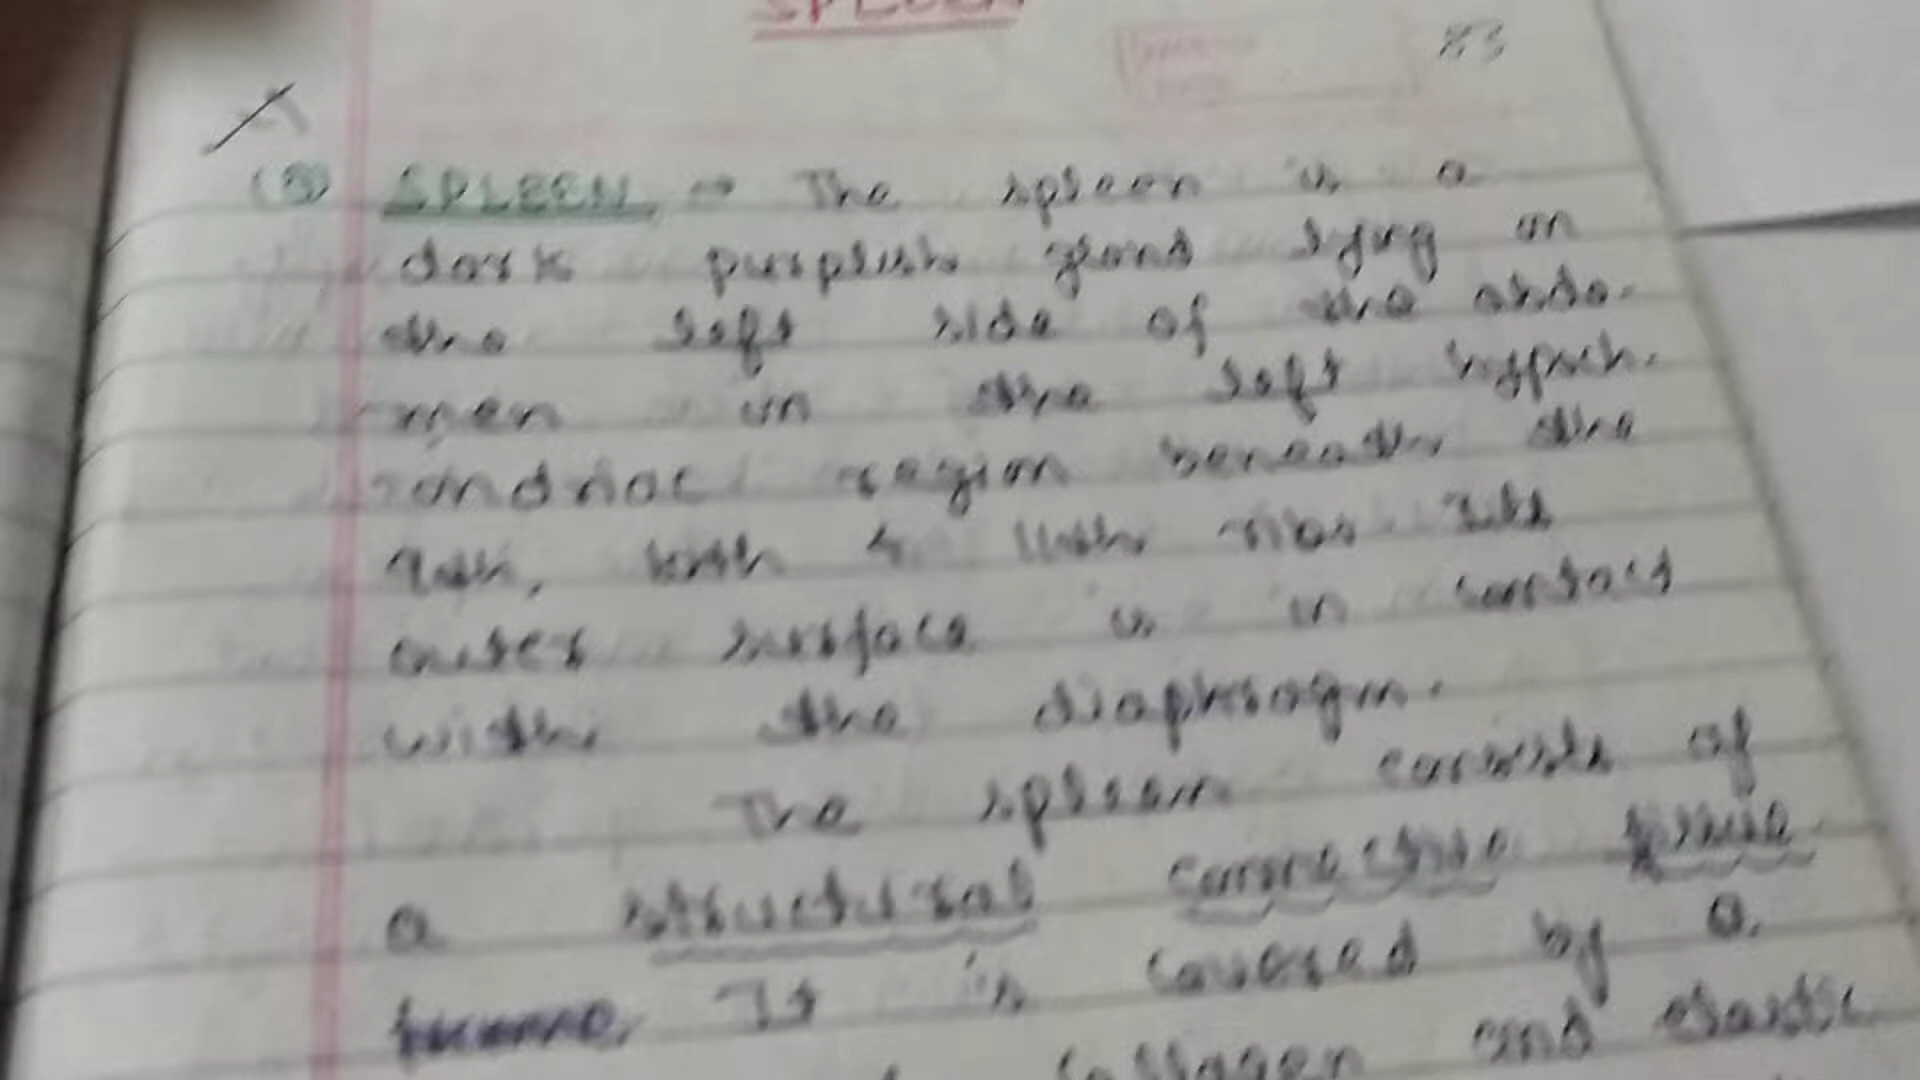 SPLEEN
83
(5) SPLEEN → The spleen is a
dark purplish gland lying on
the left side of the abdo-
men in the left hypoch-
ondriac region beneath the
9th, 10th & 11th ribs Its
outer surface is in contact
with the diaphragm.
The spleen consists of
a structural connective tissue
It is covered by a
collagen and elastic